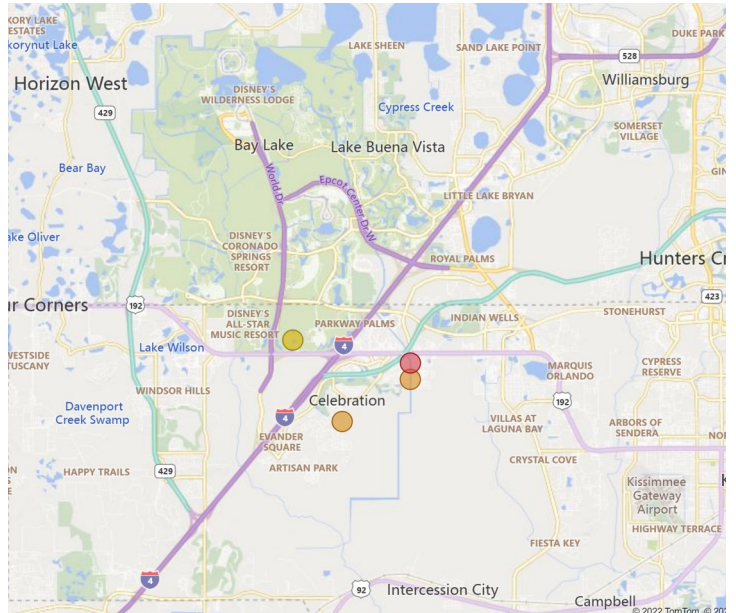 KORY LAKE
ESTATES
korynut Lake
LAKE SHEEN
SAND LAKE POINT
DUKE PARK
528
Williamsburg
Horizon West
DISNEY'S
WILDERNESS LODGE
429
Cypress Creek
SOMERSET
VILLAGE
Bay Lake
Lake Buena Vista
Bear Bay
World Dr
Epcot Center Dr W
LITTLE LAKE BRYAN
ake Oliver
DISNEY'S
CORONADO
SPRINGS
RESORT
ROYAL PALMS
Hunters Cr
423
ur Corners
192
DISNEY'S
ALL-STAR
MUSIC RESORT
PARKWAY PALMS
INDIAN WELLS
STONEHURST
Lake Wilson
4
WESTSIDE
TUSCANY
WINDSOR HILLS
MARQUIS
ORLANDO
CYPRESS
RESERVE
Davenport
Creek Swamp
4
Celebration
192
VILLAS AT
LAGUNA BAY
ARBORS OF
SENDERA
EVANDER
SQUARE
HAPPY TRAILS
429
ARTISAN PARK
CRYSTAL COVE
Kissimmee
Gateway
Airport
HIGHWAY TERRACE
FIESTA KEY
4
92
Intercession City
Campbell
© 2022 TomTom, ©